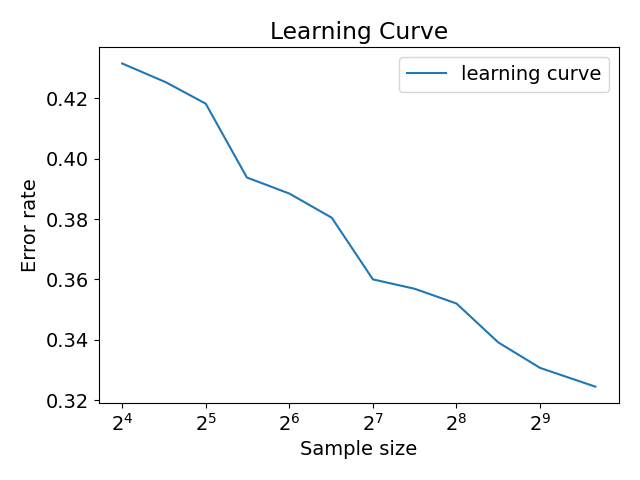 Learning Curve
learning curve
Error rate
0.42
0.40
0.38
0.36
0.34
0.32
2⁴ 2⁵ 2⁶ 2⁷ 2⁸ 2⁹
Sample size